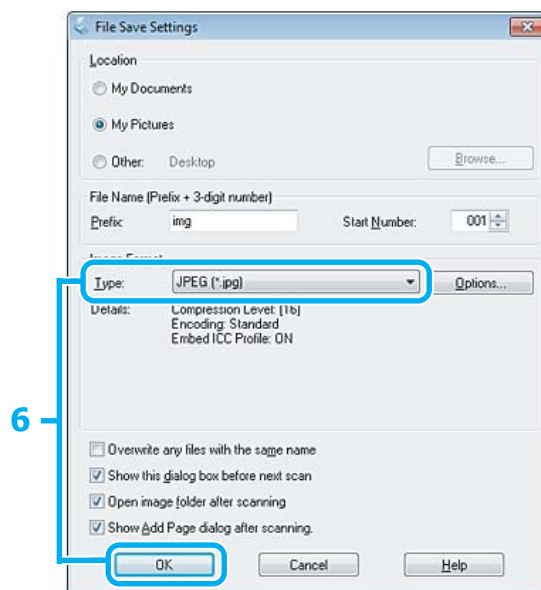 File Save Settings
Location
My Documents
My Pictures
Other: Desktop Browse...
File Name (Prefix + 3-digit number)
Prefix: img Start Number: 001
Image Format
Type: JPEG (*.jpg) Options...
Details: Compression Level: [16]
Encoding: Standard
Embed ICC Profile: ON
6
Overwrite any files with the same name
Show this dialog box before next scan
Open image folder after scanning
Show Add Page dialog after scanning.
OK Cancel Help